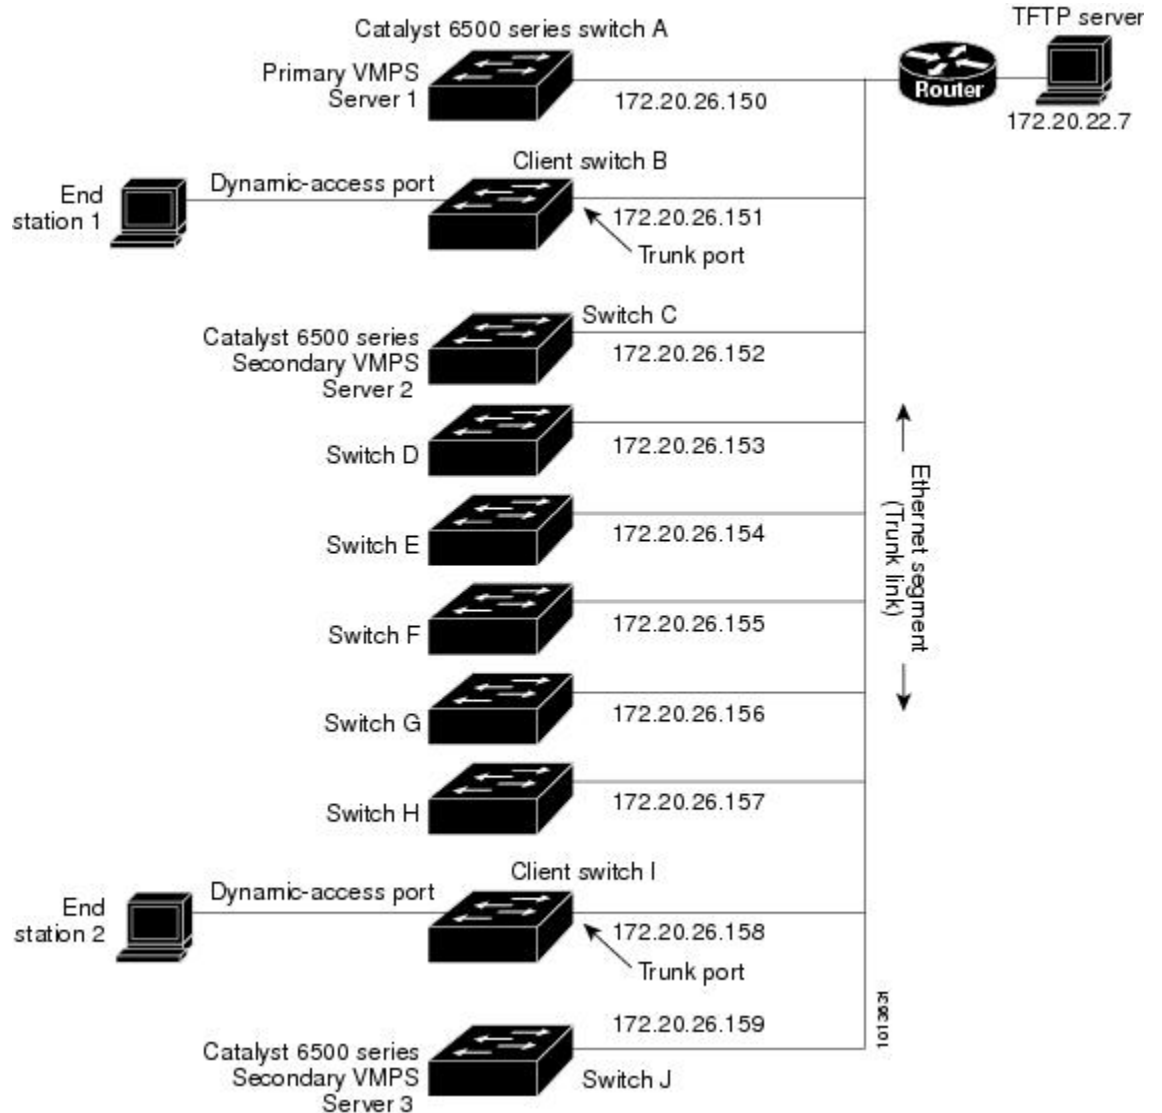 TFTP server
Catalyst 6500 series switch A
Primary VMPS
Server 1
172.20.26.150
Router
172.20.22.7
Client switch B
End
station 1
Dynamic-access port
172.20.26.151
Trunk port
Switch C
Catalyst 6500 series
Secondary VMPS
Server 2
172.20.26.152
Switch D
172.20.26.153
Switch E
172.20.26.154
Ethernet segment
(Trunk link)
Switch F
172.20.26.155
Switch G
172.20.26.156
Switch H
172.20.26.157
Client switch I
End
station 2
Dynamic-access port
172.20.26.158
Trunk port
172.20.26.159
Catalyst 6500 series
Secondary VMPS
Server 3
Switch J